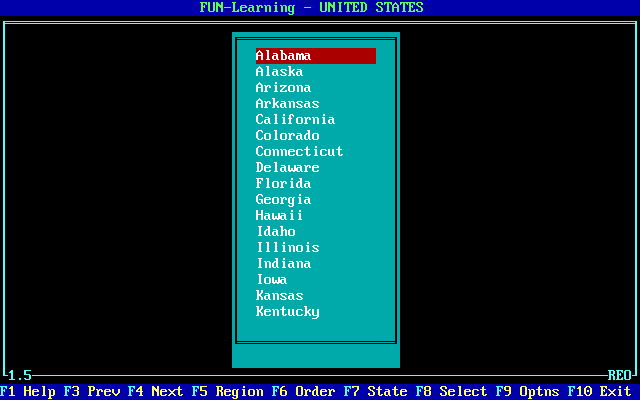 FUN-Learning - UNITED STATES
Alabama
Alaska
Arizona
Arkansas
California
Colorado
Connecticut
Delaware
Florida
Georgia
Hawaii
Idaho
Illinois
Indiana
Iowa
Kansas
Kentucky
1.5 REO
F1 Help F3 Prev F4 Next F5 Region F6 Order F7 State F8 Select F9 Optns F10 Exit